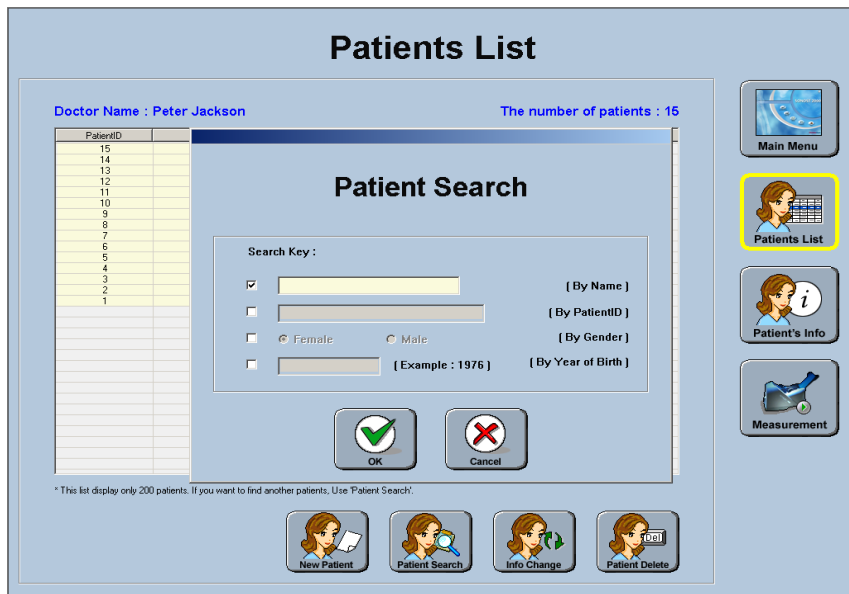 Patients List
Doctor Name : Peter Jackson The number of patients : 15
PatientID
15
14
13
12
11
10
9
8
7
6
5
4
3
2
1
Patient Search
Search Key :
[ By Name ]
[ By PatientID ]
Female Male [ By Gender ]
[ Example : 1976 ] [ By Year of Birth ]
OK Cancel
* This list display only 200 patients. If you want to find another patients, Use 'Patient Search'.
New Patient Patient Search Info Change Del Patient Delete
Main Menu
Patients List
i
Patient's Info
Measurement